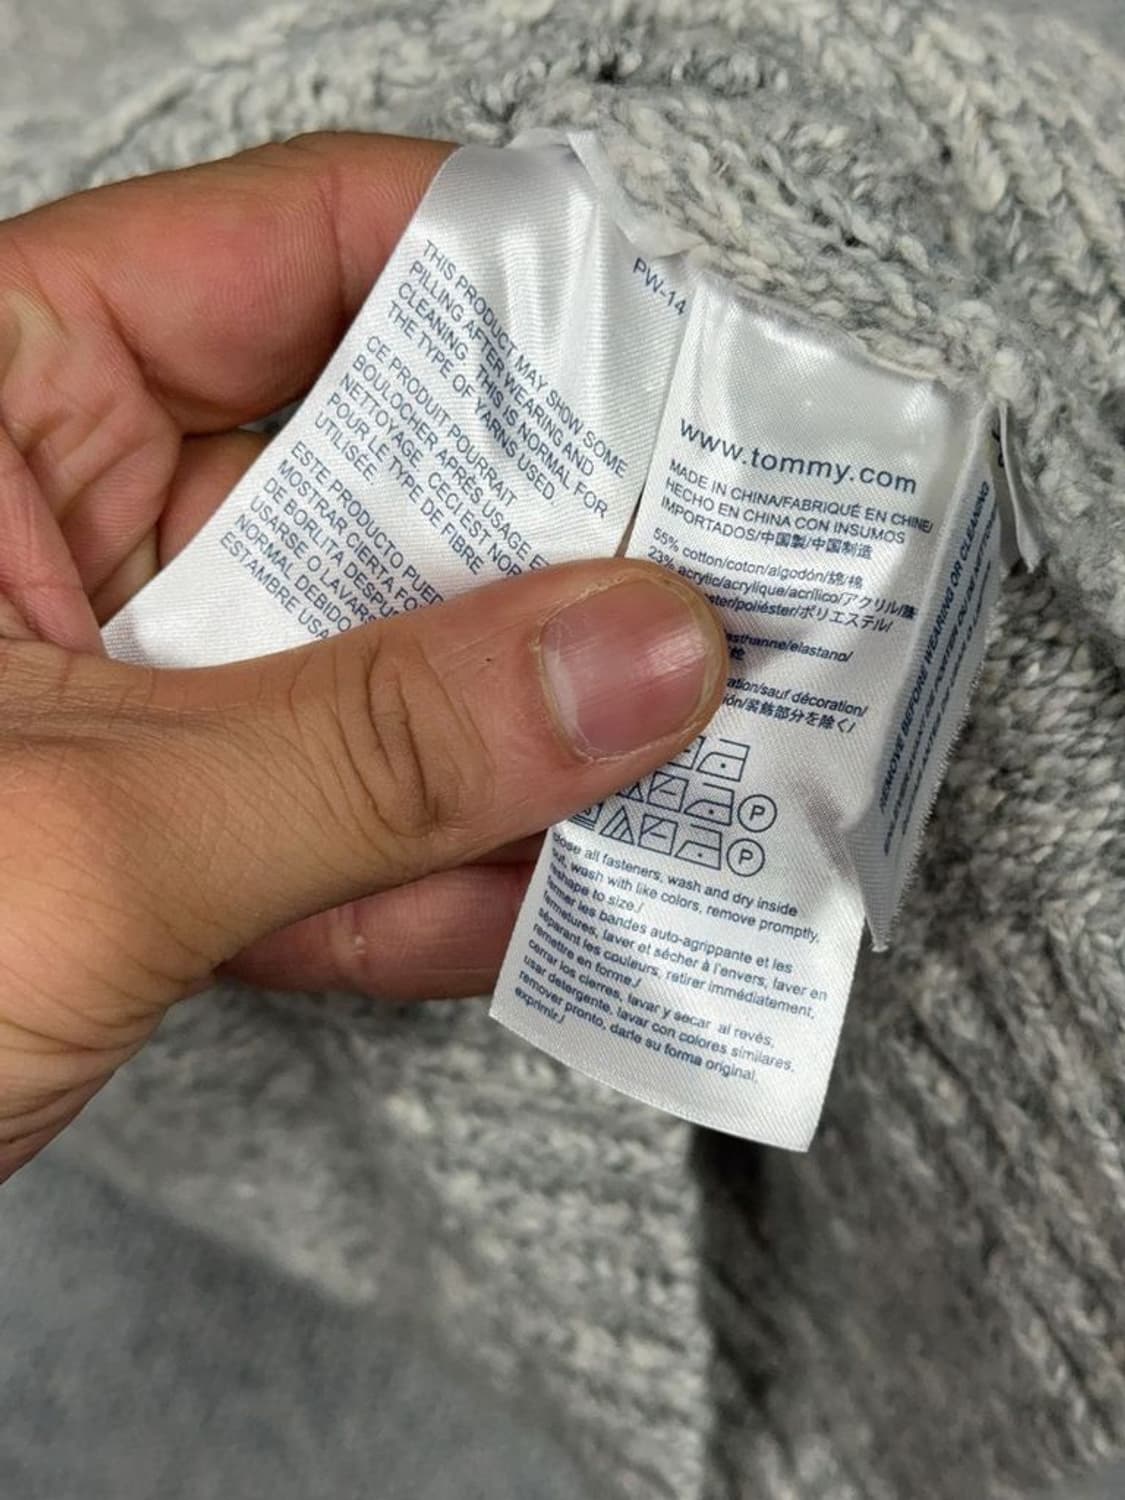 THIS PRODUCT MAY SHOW SOME
PILLING AFTER WEARING AND
CLEANING. THIS IS NORMAL FOR
THE TYPE OF YARNS USED.
CE PRODUIT POURRAIT
BOULOCHER APRÈS USAGE E
NETTOYAGE. CECI EST NOR
POUR LE TYPE DE FIBRE
UTILISÉE.
ESTE PRODUCTO PUED
MOSTRAR CIERTA FO
DE BORLITA DESPU
USARSE O LAVARS
NORMAL DEBIDO
ESTAMBRE USA
PW-14
www.tommy.com
MADE IN CHINA/FABRIQUÉ EN CHINE/
HECHO EN CHINA CON INSUMOS
IMPORTADOS/中国製/中国制造
55% cotton/coton/algodón/綿/棉
23% acrylic/acrylique/acrílico/アクリル/腈
ster/poliéster/ポリエステル/
asthanne/elastano/
ation/sauf décoration/
ión/装飾部分を除く/
P
P
close all fasteners, wash and dry inside
out, wash with like colors, remove promptly,
reshape to size./
fermer les bandes auto-agrippante et les
fermetures, laver et sécher à l'envers, laver en
séparant les couleurs, retirer immédiatement,
remettre en forme./
cerrar los cierres, lavar y secar al revés,
usar detergente, lavar con colores similares,
remover pronto, darle su forma original,
exprimir./
REMOVE BEFORE WEARING OR CLEANING